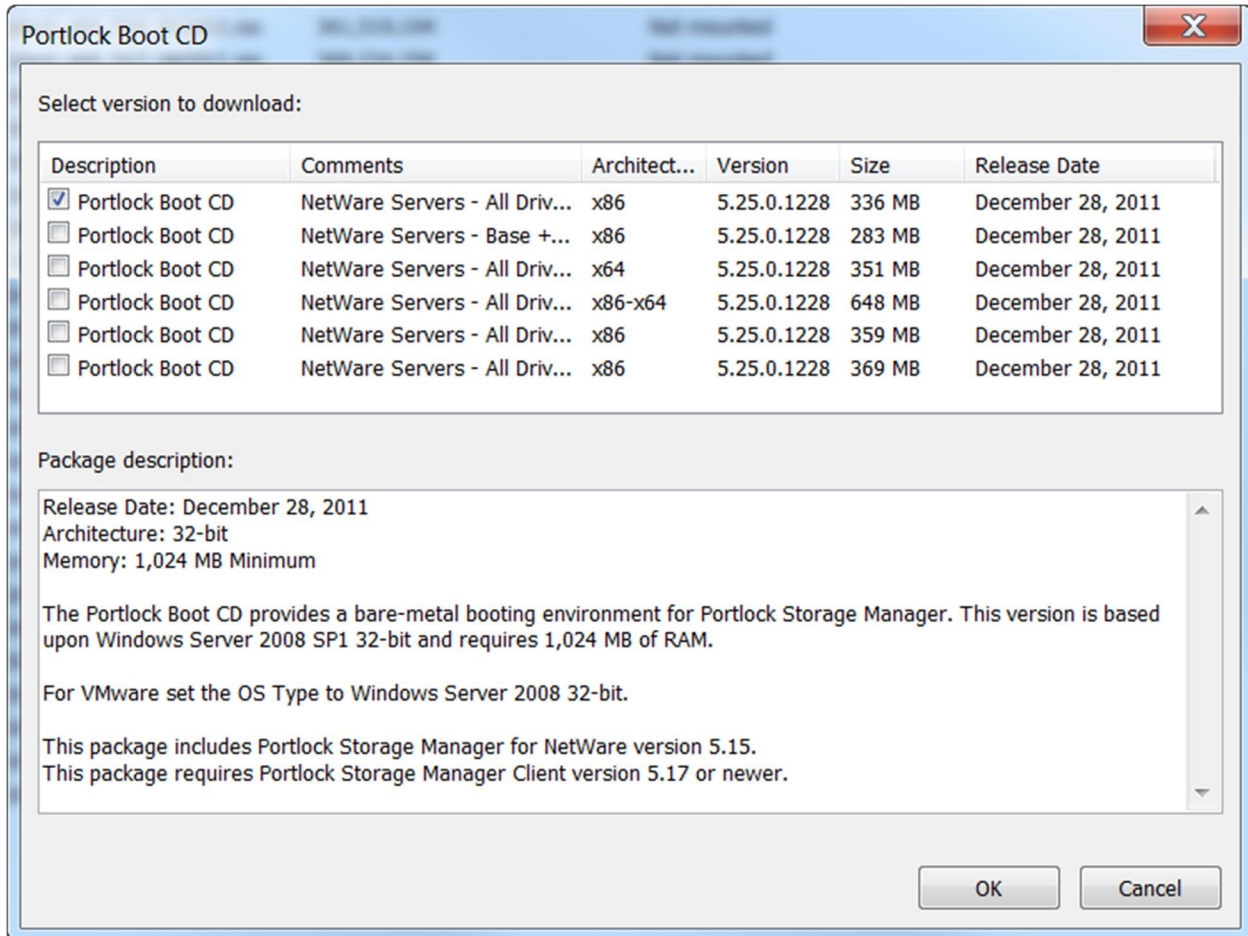 Portlock Boot CD
Select version to download:
Description Comments Architect... Version Size Release Date
Portlock Boot CD NetWare Servers - All Driv... x86 5.25.0.1228 336 MB December 28, 2011
Portlock Boot CD NetWare Servers - Base +... x86 5.25.0.1228 283 MB December 28, 2011
Portlock Boot CD NetWare Servers - All Driv... x64 5.25.0.1228 351 MB December 28, 2011
Portlock Boot CD NetWare Servers - All Driv... x86-x64 5.25.0.1228 648 MB December 28, 2011
Portlock Boot CD NetWare Servers - All Driv... x86 5.25.0.1228 359 MB December 28, 2011
Portlock Boot CD NetWare Servers - All Driv... x86 5.25.0.1228 369 MB December 28, 2011
Package description:
Release Date: December 28, 2011
Architecture: 32-bit
Memory: 1,024 MB Minimum
The Portlock Boot CD provides a bare-metal booting environment for Portlock Storage Manager. This version is based
upon Windows Server 2008 SP1 32-bit and requires 1,024 MB of RAM.
For VMware set the OS Type to Windows Server 2008 32-bit.
This package includes Portlock Storage Manager for NetWare version 5.15.
This package requires Portlock Storage Manager Client version 5.17 or newer.
OK Cancel